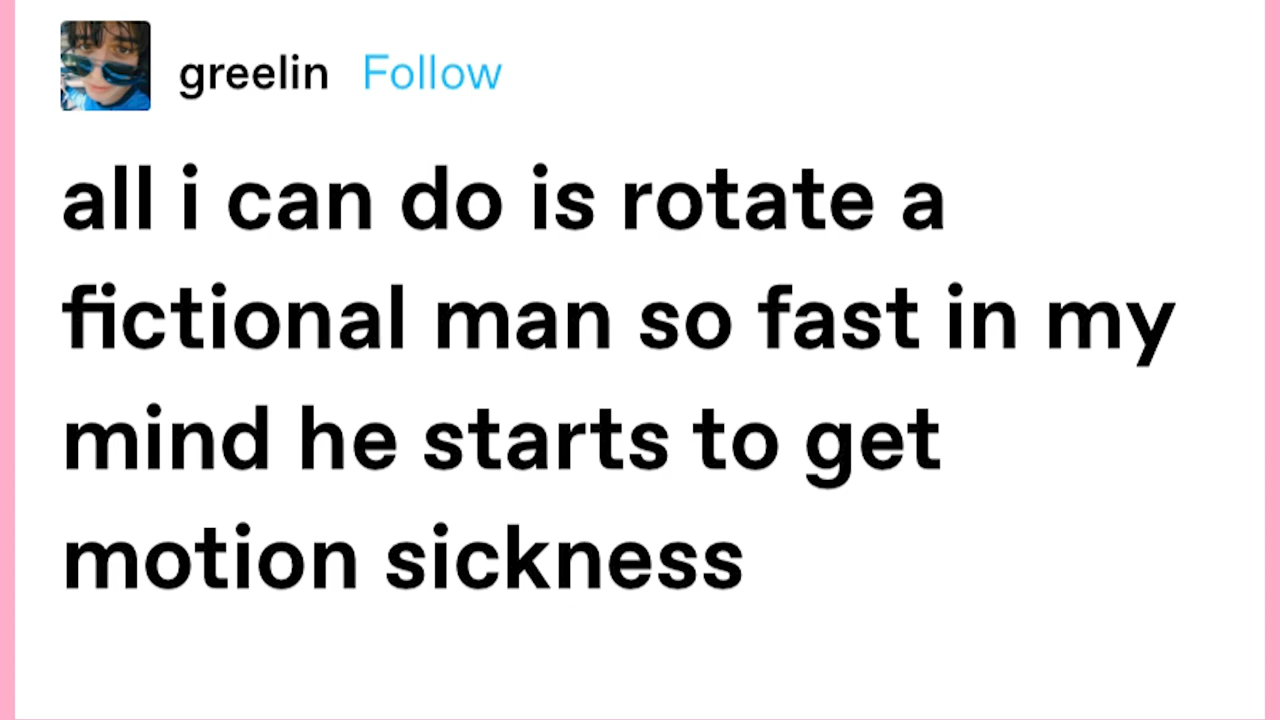 greelin Follow
all i can do is rotate a
fictional man so fast in my
mind he starts to get
motion sickness